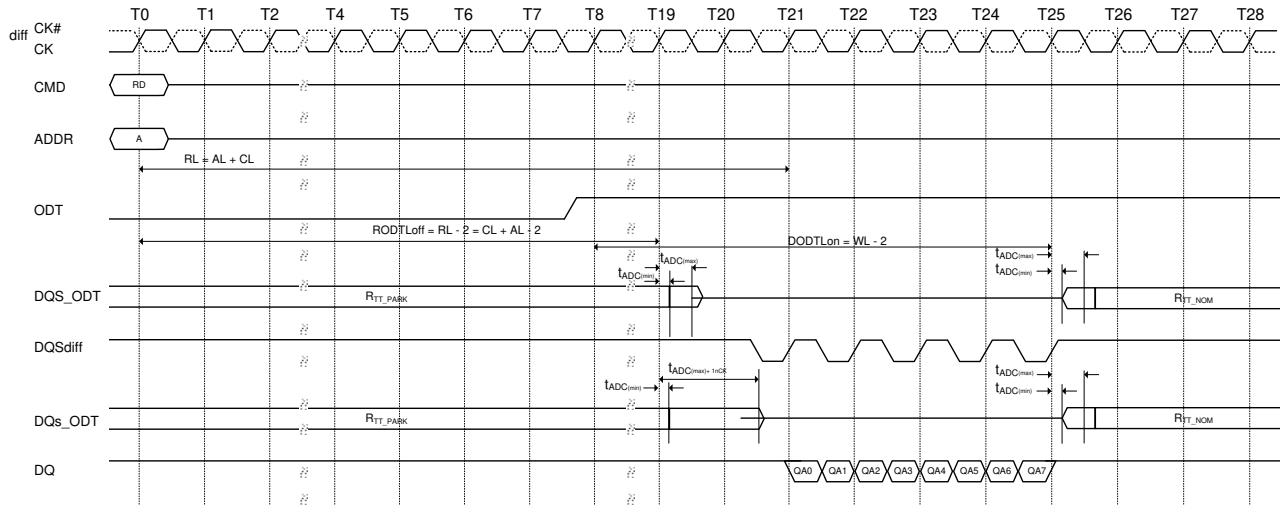 T0 T1 T2 T4 T5 T6 T7 T8 T19 T20 T21 T22 T23 T24 T25 T26 T27 T28
diff CK#
CK
CMD RD
ADDR A
RL = AL + CL
ODT
RODTLoff = RL - 2 = CL + AL - 2
DODTLon = WL - 2
tADC(max) tADC(max)
tADC(min) tADC(min)
DQS_ODT RTT_PARK RTT_NOM
DQSdiff
tADC(max)+ 1nCK tADC(max)
tADC(min) tADC(min)
DQs_ODT RTT_PARK RTT_NOM
DQ QA0 QA1 QA2 QA3 QA4 QA5 QA6 QA7